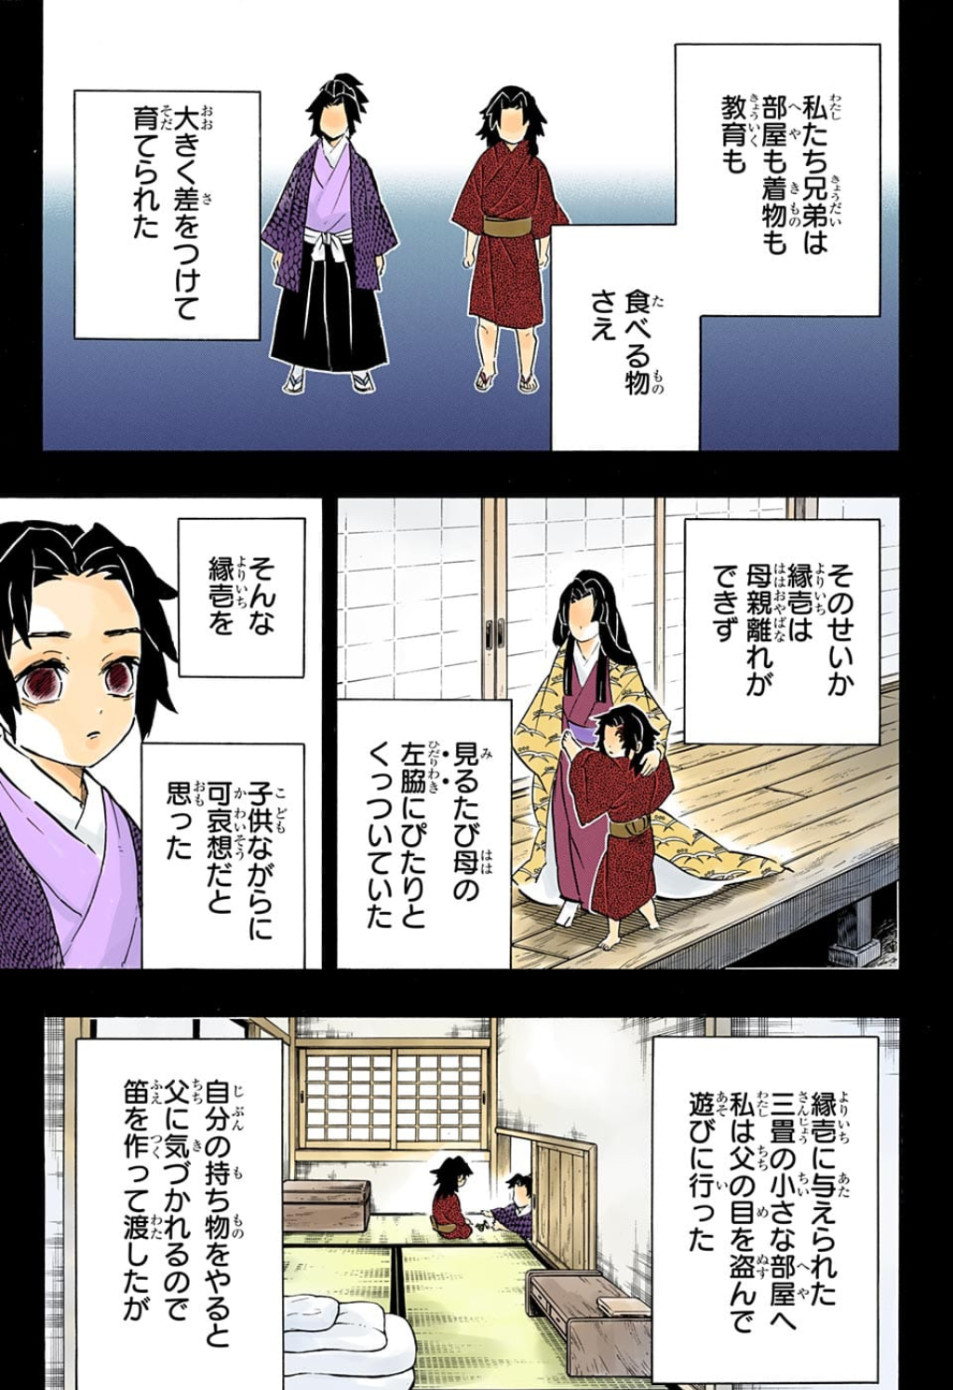 私たち兄弟は
部屋も着物も
教育も
食べる物
さえ
大きく差をつけて
育てられた
そのせいか
縁壱は
母親離れが
できず
見るたび母の
左脇にぴたりと
くっついていた
そんな
縁壱を
子供ながらに
可哀想だと
思った
縁壱に与えられた
三畳の小さな部屋へ
私は父の目を盗んで
遊びに行った
自分の持ち物をやると
父に気づかれるので
笛を作って渡したが